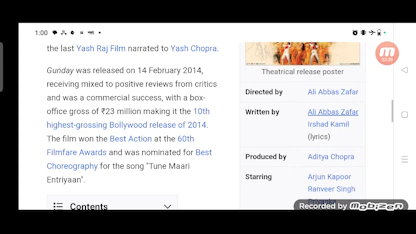 1:00
the last Yash Raj Film narrated to Yash Chopra.
Gunday was released on 14 February 2014,
receiving mixed to positive reviews from critics
and was a commercial success, with a box-
office gross of ₹23 million making it the 10th
highest-grossing Bollywood release of 2014.
The film won the Best Action at the 60th
Filmfare Awards and was nominated for Best
Choreography for the song "Tune Maari
Entriyaan".
Contents
Theatrical release poster
Directed by Ali Abbas Zafar
Written by Ali Abbas Zafar
Irshad Kamil
(lyrics)
Produced by Aditya Chopra
Starring Arjun Kapoor
Ranveer Singh
Recorded by Mobizen